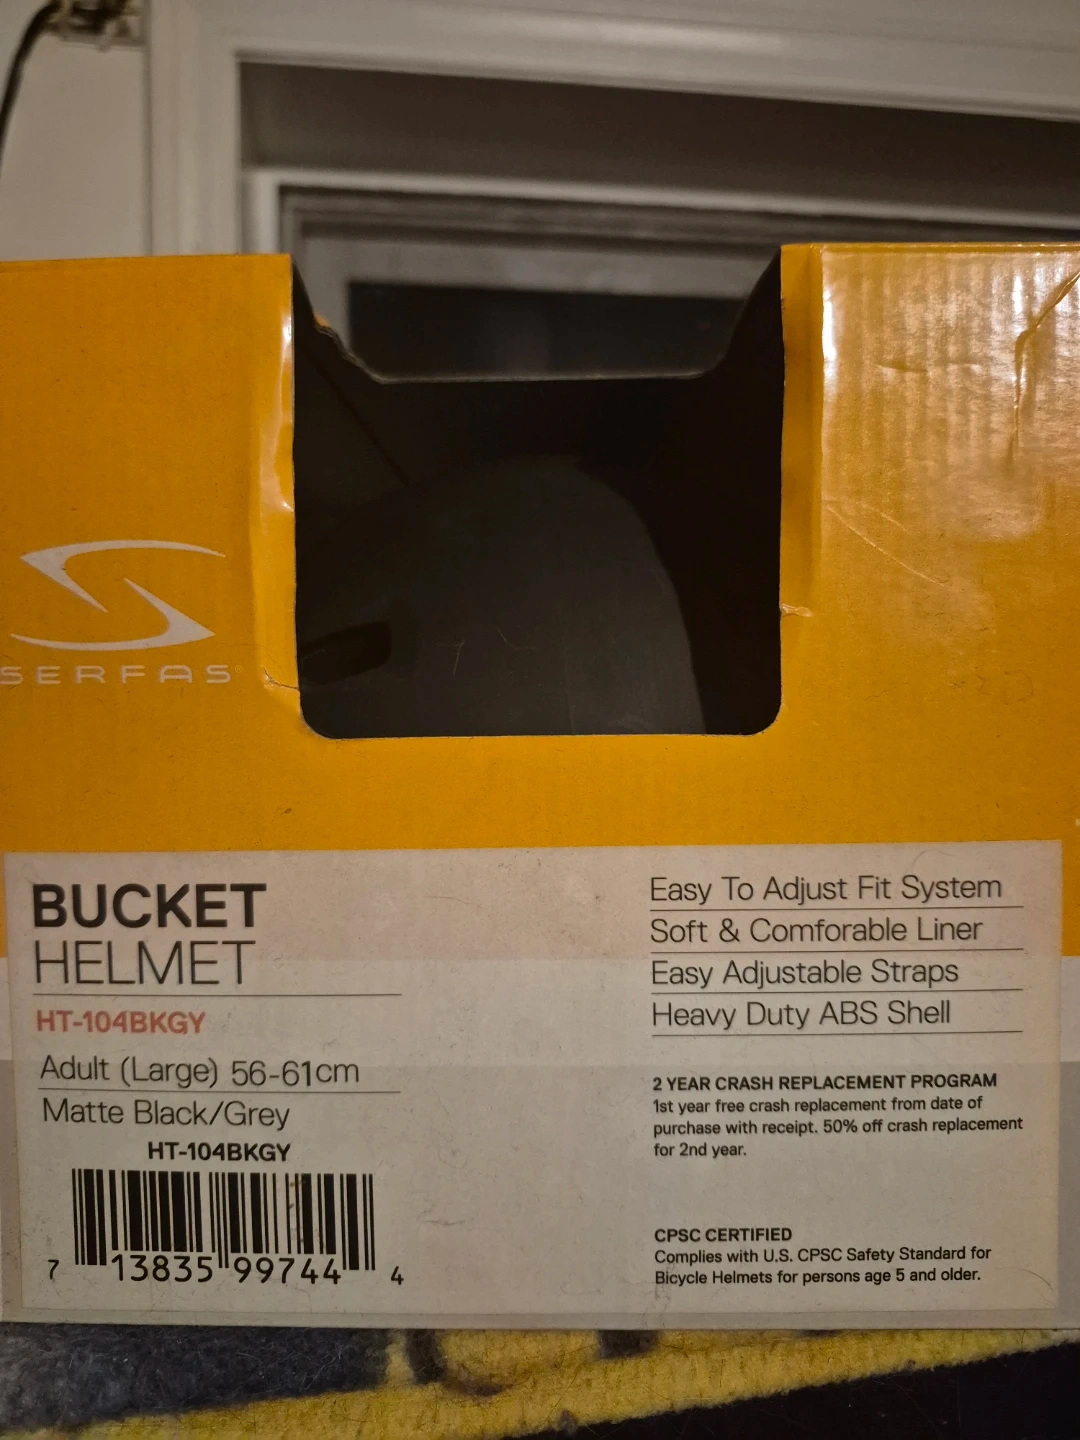 SERFAS
BUCKET
HELMET
HT-104BKGY
Adult (Large) 56-61cm
Matte Black/Grey
HT-104BKGY
7 13835 99744 4
Easy To Adjust Fit System
Soft & Comforable Liner
Easy Adjustable Straps
Heavy Duty ABS Shell
2 YEAR CRASH REPLACEMENT PROGRAM
1st year free crash replacement from date of
purchase with receipt. 50% off crash replacement
for 2nd year.
CPSC CERTIFIED
Complies with U.S. CPSC Safety Standard for
Bicycle Helmets for persons age 5 and older.